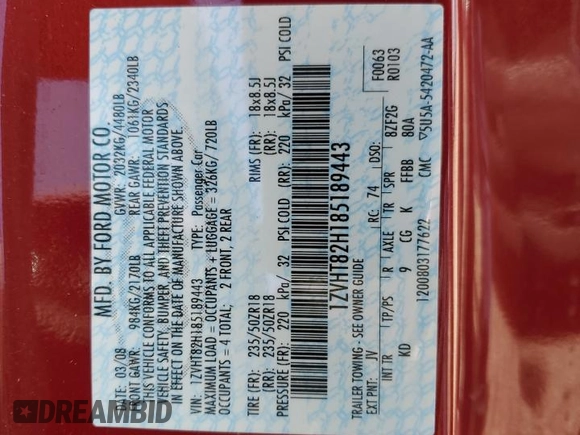 MFD. BY FORD MOTOR CO.
DATE: 03/08 GVWR: 2032KG/4480LB
FRONT GAWR: 984KG/2170LB REAR GAWR: 1061KG/2340LB
THIS VEHICLE CONFORMS TO ALL APPLICABLE FEDERAL MOTOR
VEHICLE SAFETY, BUMPER, AND THEFT PREVENTION STANDARDS
IN EFFECT ON THE DATE OF MANUFACTURE SHOWN ABOVE.
VIN: 1ZVHT82H185189443 TYPE: Passenger Car
MAXIMUM LOAD = OCCUPANTS + LUGGAGE = 326KG/720LB
OCCUPANTS = 4 TOTAL: 2 FRONT, 2 REAR
TIRE (FR): 235/50ZR18 RIMS (FR): 18x8.5J
(RR): 235/50ZR18 (RR): 18x8.5J
PRESSURE (FR): 220 kPa/ 32 PSI COLD (RR): 220 kPa/ 32 PSI COLD
1ZVHT82H185189443
F0063
R0103
TRAILER TOWING - SEE OWNER GUIDE
EXT PNT: JV RC: 74 DSO:
TP/PS R AXLE TR SPR 8ZF2G
KD 9 CG K FFBB 80A
1200803177622 CMC 5U5A-5420472-AA
DREAMBID